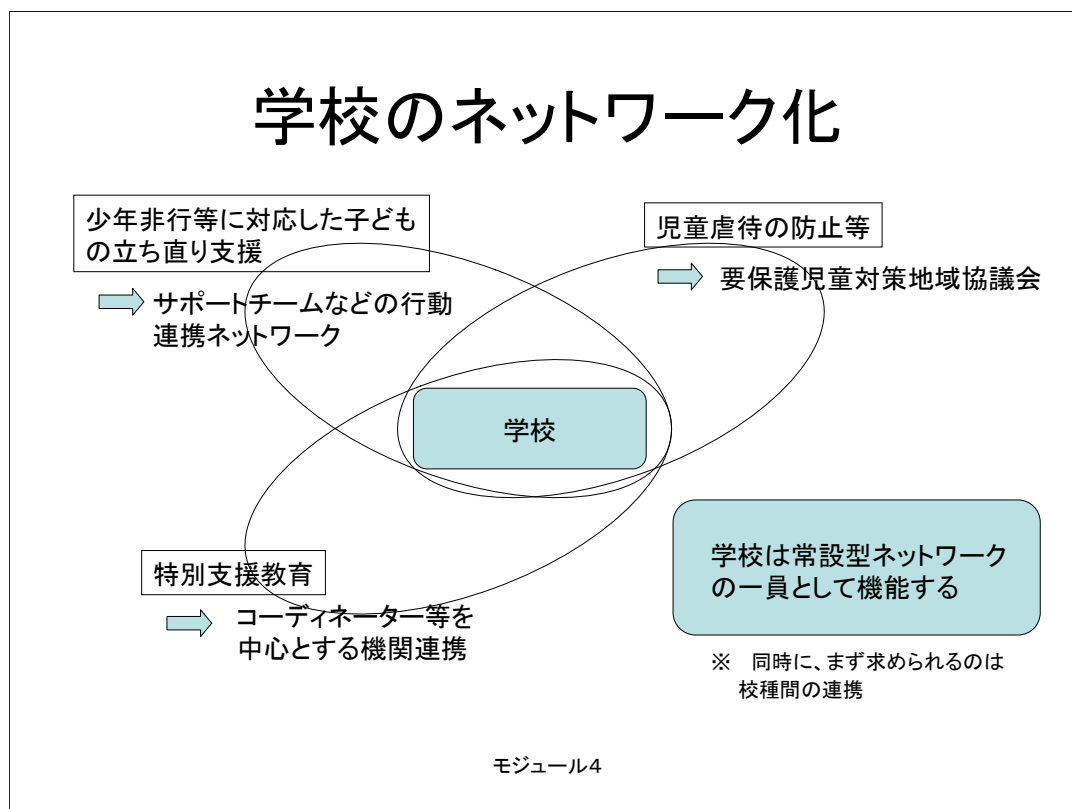 学校のネットワーク化
少年非行等に対応した子ども
の立ち直り支援
サポートチームなどの行動
連携ネットワーク
児童虐待の防止等
要保護児童対策地域協議会
学校
特別支援教育
コーディネーター等を
中心とする機関連携
学校は常設型ネットワーク
の一員として機能する
※　同時に、まず求められるのは
校種間の連携
モジュール4